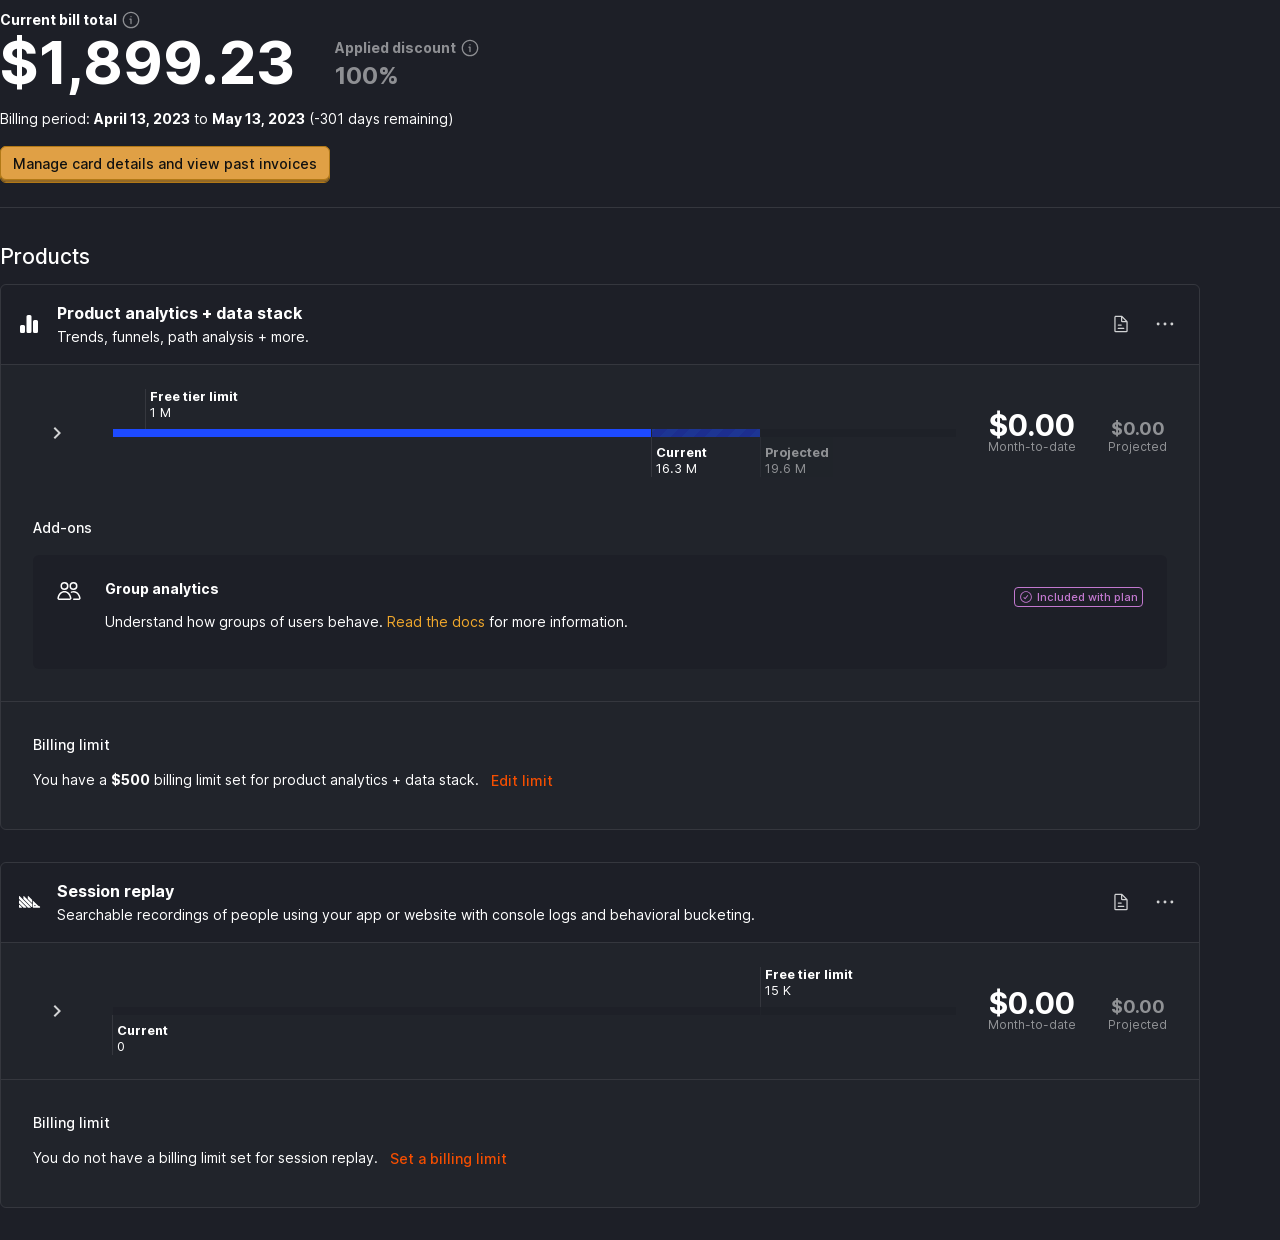 Current bill total
$1,899.23
Applied discount
100%
Billing period: April 13, 2023 to May 13, 2023 (-301 days remaining)
Manage card details and view past invoices
Products
Product analytics + data stack
Trends, funnels, path analysis + more.
Free tier limit
1 M
Current
16.3 M
Projected
19.6 M
$0.00
Month-to-date
$0.00
Projected
Add-ons
Group analytics
Included with plan
Understand how groups of users behave. Read the docs for more information.
Billing limit
You have a $500 billing limit set for product analytics + data stack. Edit limit
Session replay
Searchable recordings of people using your app or website with console logs and behavioral bucketing.
Free tier limit
15 K
Current
0
$0.00
Month-to-date
$0.00
Projected
Billing limit
You do not have a billing limit set for session replay. Set a billing limit